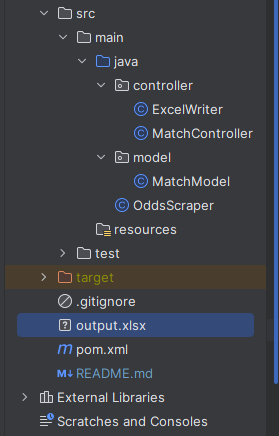 src
main
java
controller
ExcelWriter
MatchController
model
MatchModel
OddsScraper
resources
test
target
.gitignore
output.xlsx
pom.xml
README.md
External Libraries
Scratches and Consoles